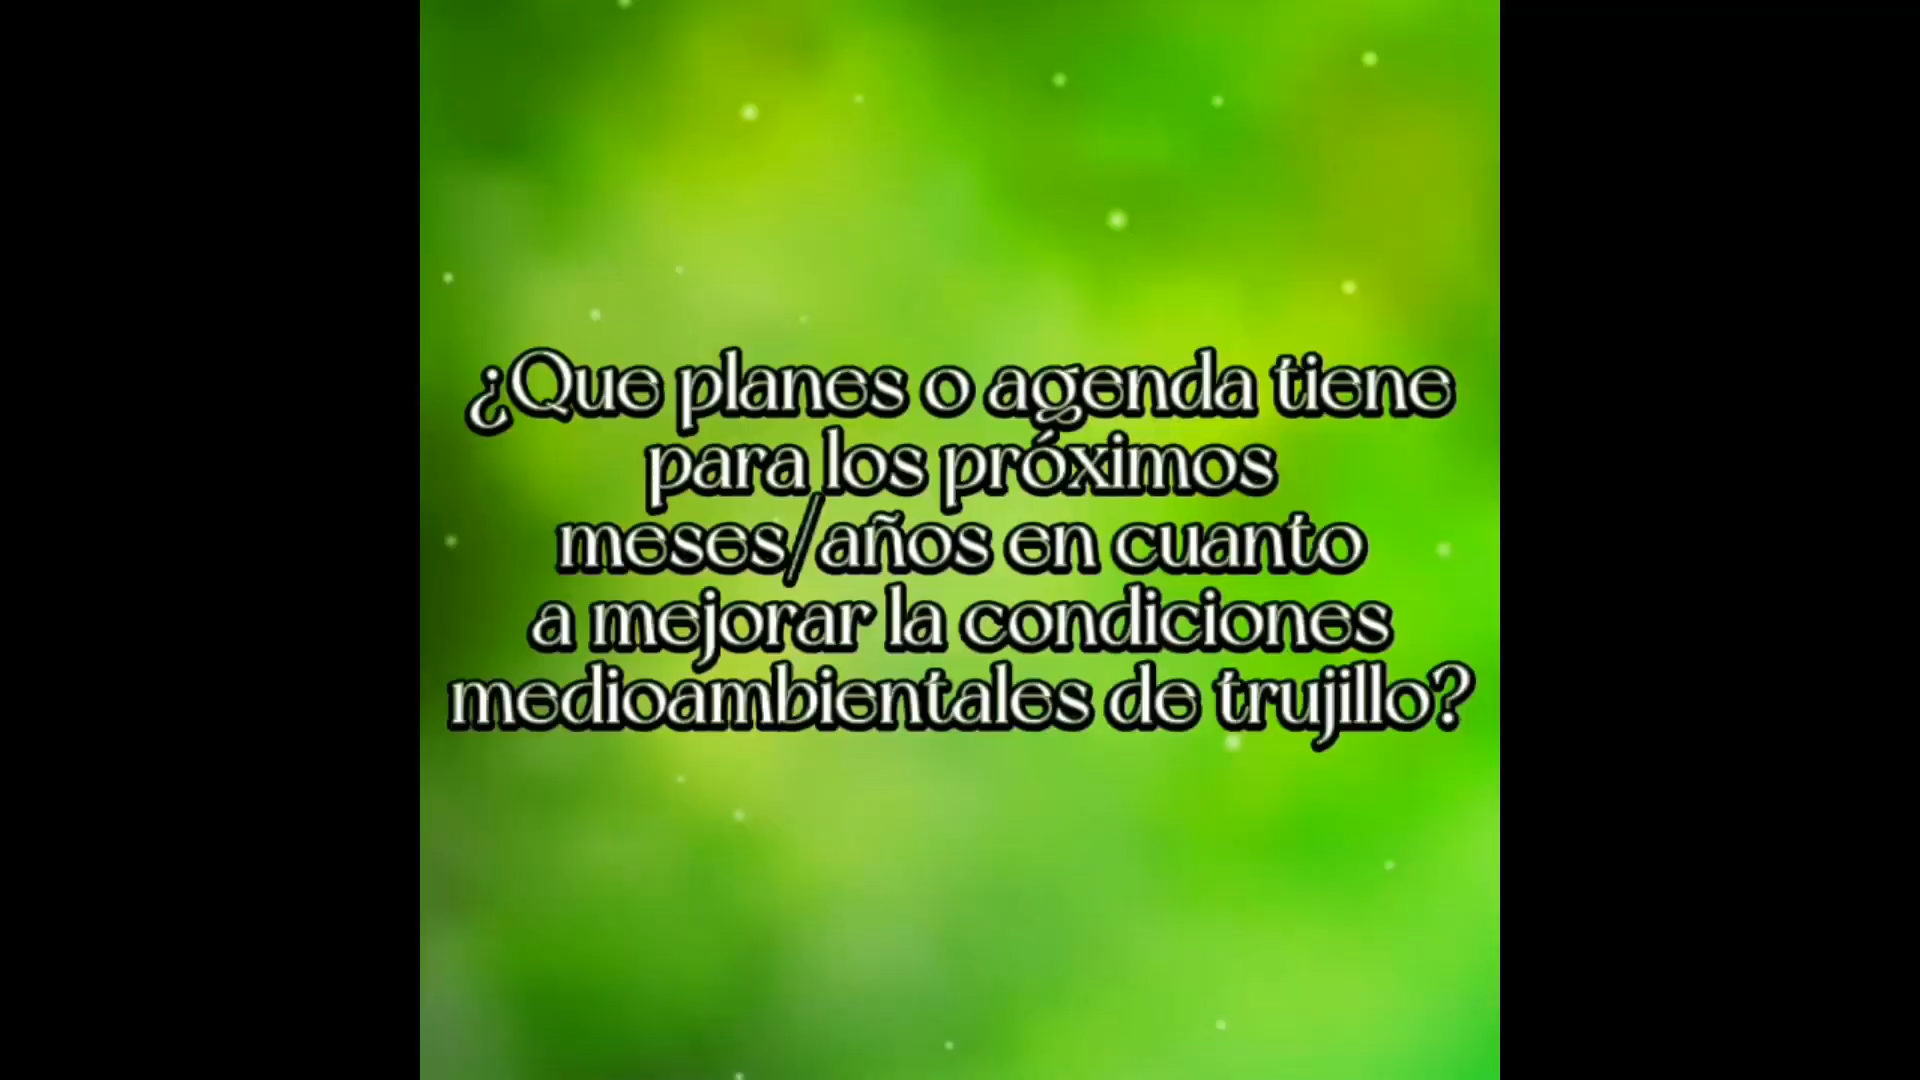 ¿Que planes o agenda tiene
para los próximos
meses/años en cuanto
a mejorar la condiciones
medioambientales de trujillo?